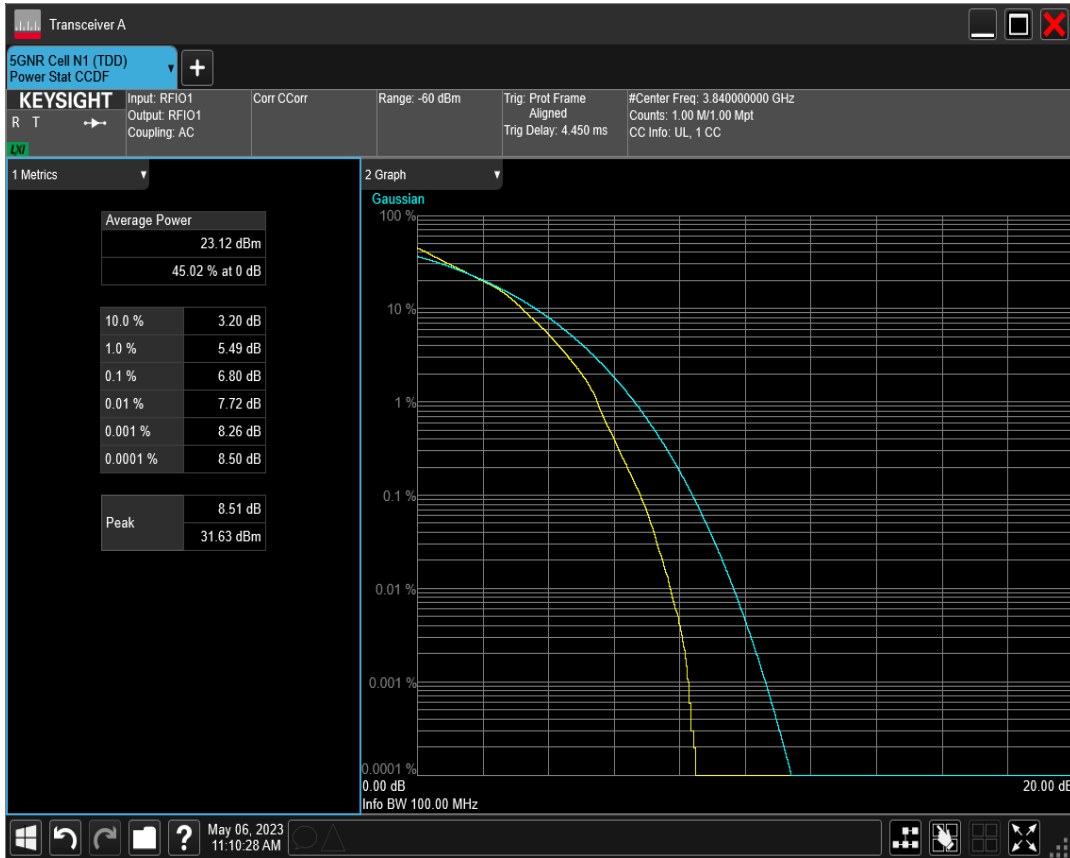 Transceiver A
5GNR Cell N1 (TDD)
Power Stat CCDF
+
KEYSIGHT
R T
LXI
Input: RFIO1
Output: RFIO1
Coupling: AC
Corr CCorr
Range: -60 dBm
Trig: Prot Frame
Aligned
Trig Delay: 4.450 ms
#Center Freq: 3.840000000 GHz
Counts: 1.00 M/1.00 Mpt
CC Info: UL, 1 CC
1 Metrics
Average Power
23.12 dBm
45.02 % at 0 dB
10.0 % 3.20 dB
1.0 % 5.49 dB
0.1 % 6.80 dB
0.01 % 7.72 dB
0.001 % 8.26 dB
0.0001 % 8.50 dB
Peak 8.51 dB
31.63 dBm
2 Graph
Gaussian
100 %
10 %
1 %
0.1 %
0.01 %
0.001 %
0.0001 %
0.00 dB 20.00 dB
Info BW 100.00 MHz
?
May 06, 2023
11:10:28 AM